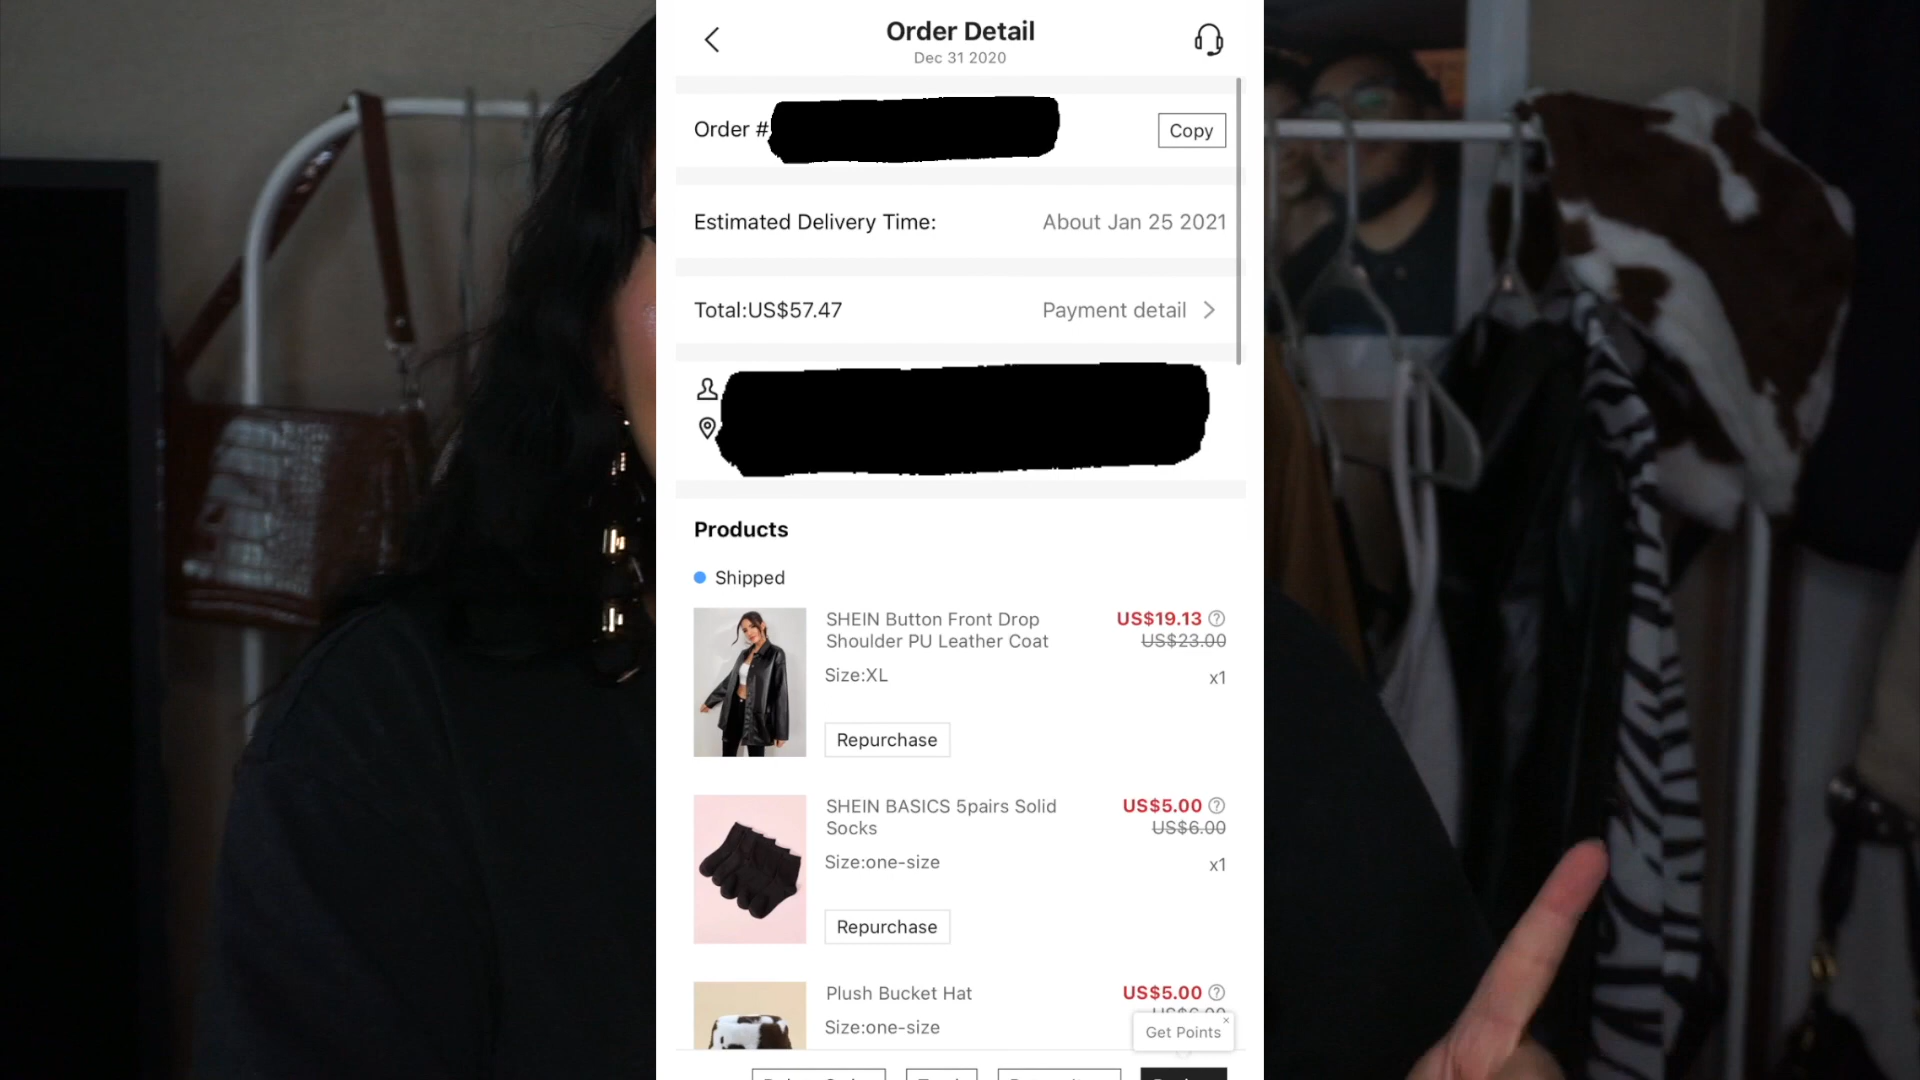 Order Detail
Dec 31 2020
Order #
Copy
Estimated Delivery Time:
About Jan 25 2021
Total:US$57.47
Payment detail
Products
Shipped
SHEIN Button Front Drop
Shoulder PU Leather Coat
US$19.13
US$23.00
Size:XL
x1
Repurchase
SHEIN BASICS 5pairs Solid
Socks
US$5.00
US$6.00
Size:one-size
x1
Repurchase
Plush Bucket Hat
US$5.00
US$6.00
Size:one-size
Get Points